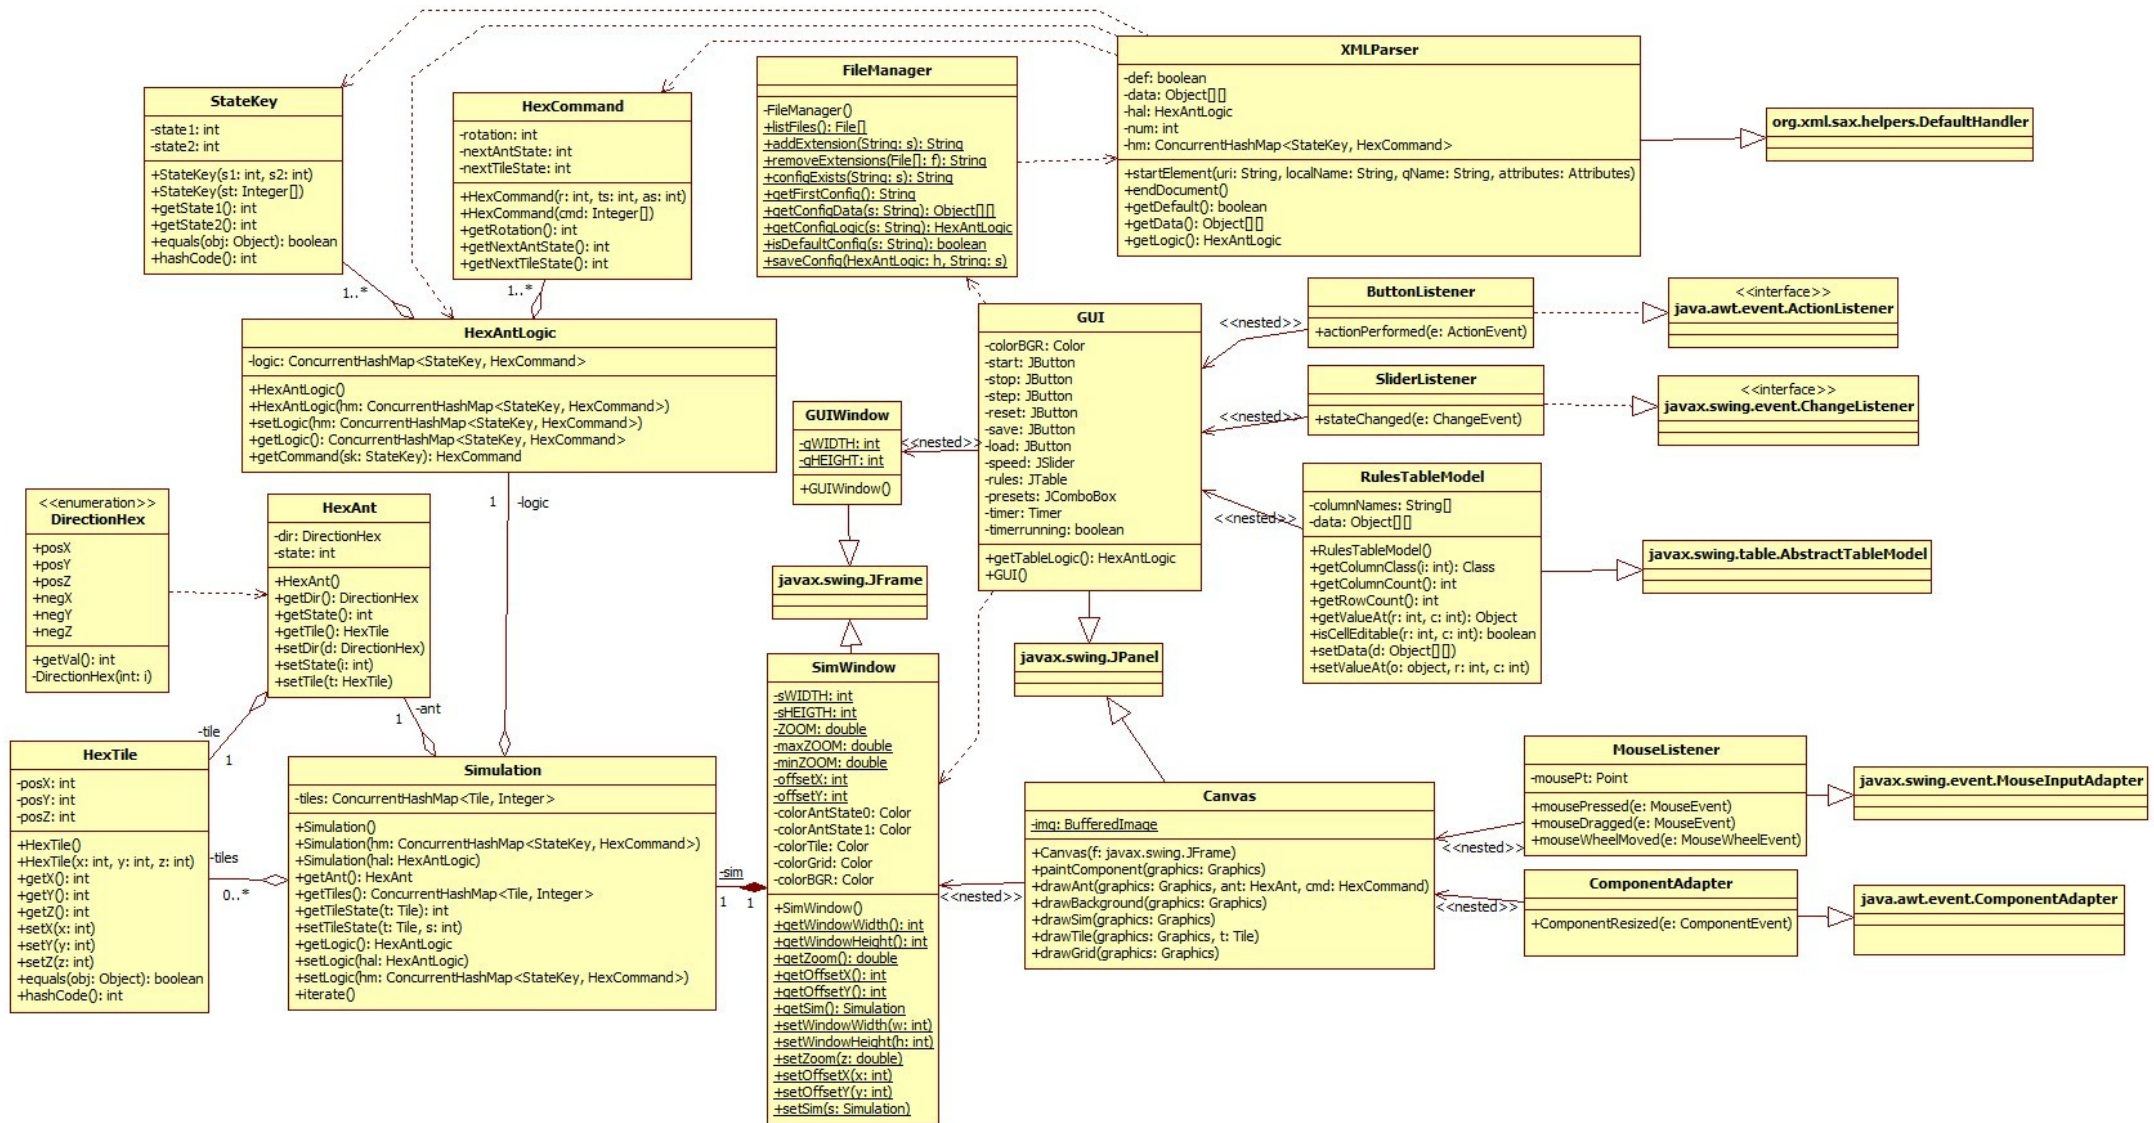 StateKey
-state1: int
-state2: int
+StateKey(s1: int, s2: int)
+StateKey(st: Integer[])
+getState1(): int
+getState2(): int
+equals(obj: Object): boolean
+hashCode(): int
HexCommand
-rotation: int
-nextAntState: int
-nextTileState: int
+HexCommand(r: int, ts: int, as: int)
+HexCommand(cmd: Integer[])
+getRotation(): int
+getNextAntState(): int
+getNextTileState(): int
FileManager
-FileManager()
+listFiles(): File[]
+addExtension(String: s): String
+removeExtensions(File[]: f): String
+configExists(String: s): String
+getFirstConfig(): String
+getConfigData(s: String): Object[][]
+getConfigLogic(s: String): HexAntLogic
+isDefaultConfig(s: String): boolean
+saveConfig(HexAntLogic: h, String: s)
XMLParser
-def: boolean
-data: Object[][]
-hal: HexAntLogic
-num: int
-hm: ConcurrentHashMap<StateKey, HexCommand>
+startElement(uri: String, localName: String, qName: String, attributes: Attributes)
+endDocument()
+getDefault(): boolean
+getData(): Object[][]
+getLogic(): HexAntLogic
org.xml.sax.helpers.DefaultHandler
1..*
1..*
HexAntLogic
-logic: ConcurrentHashMap<StateKey, HexCommand>
+HexAntLogic()
+HexAntLogic(hm: ConcurrentHashMap<StateKey, HexCommand>)
+setLogic(hm: ConcurrentHashMap<StateKey, HexCommand>)
+getLogic(): ConcurrentHashMap<StateKey, HexCommand>
+getCommand(sk: StateKey): HexCommand
1
-logic
GUIWindow
-gWIDTH: int
-gHEIGHT: int
+GUIWindow()
<<nested>>
GUI
-colorBGR: Color
-start: JButton
-stop: JButton
-step: JButton
-reset: JButton
-save: JButton
-load: JButton
-speed: JSlider
-rules: JTable
-presets: JComboBox
-timer: Timer
-timerrunning: boolean
+getTableLogic(): HexAntLogic
+GUI()
<<nested>>
ButtonListener
+actionPerformed(e: ActionEvent)
<<interface>>
java.awt.event.ActionListener
<<nested>>
SliderListener
+stateChanged(e: ChangeEvent)
<<interface>>
javax.swing.event.ChangeListener
<<nested>>
RulesTableModel
-columnNames: String[]
-data: Object[][]
+RulesTableModel()
+getColumnClass(i: int): Class
+getColumnCount(): int
+getRowCount(): int
+getValueAt(r: int, c: int): Object
+isCellEditable(r: int, c: int): boolean
+setData(d: Object[][])
+setValueAt(o: object, r: int, c: int)
javax.swing.table.AbstractTableModel
<<enumeration>>
DirectionHex
+posX
+posY
+posZ
+negX
+negY
+negZ
+getVal(): int
-DirectionHex(int: i)
HexAnt
-dir: DirectionHex
-state: int
+HexAnt()
+getDir(): DirectionHex
+getState(): int
+getTile(): HexTile
+setDir(d: DirectionHex)
+setState(i: int)
+setTile(t: HexTile)
-tile
1
-ant
1
javax.swing.JFrame
javax.swing.JPanel
HexTile
-posX: int
-posY: int
-posZ: int
+HexTile()
+HexTile(x: int, y: int, z: int)
+getX(): int
+getY(): int
+getZ(): int
+setX(x: int)
+setY(y: int)
+setZ(z: int)
+equals(obj: Object): boolean
+hashCode(): int
-tiles
0..*
Simulation
-tiles: ConcurrentHashMap<Tile, Integer>
+Simulation()
+Simulation(hm: ConcurrentHashMap<StateKey, HexCommand>)
+Simulation(hal: HexAntLogic)
+getAnt(): HexAnt
+getTiles(): ConcurrentHashMap<Tile, Integer>
+getTileState(t: Tile): int
+setTileState(t: Tile, s: int)
+getLogic(): HexAntLogic
+setLogic(hal: HexAntLogic)
+setLogic(hm: ConcurrentHashMap<StateKey, HexCommand>)
+iterate()
-sim
1
1
SimWindow
-sWIDTH: int
-sHEIGTH: int
-ZOOM: double
-maxZOOM: double
-minZOOM: double
-offsetX: int
-offsetY: int
-colorAntState0: Color
-colorAntState1: Color
-colorTile: Color
-colorGrid: Color
-colorBGR: Color
+SimWindow()
+getWindowWidth(): int
+getWindowHeight(): int
+getZoom(): double
+getOffsetX(): int
+getOffsetY(): int
+getSim(): Simulation
+setWindowWidth(w: int)
+setWindowHeight(h: int)
+setZoom(z: double)
+setOffsetX(x: int)
+setOffsetY(y: int)
+setSim(s: Simulation)
<<nested>>
Canvas
-img: BufferedImage
+Canvas(f: javax.swing.JFrame)
+paintComponent(graphics: Graphics)
+drawAnt(graphics: Graphics, ant: HexAnt, cmd: HexCommand)
+drawBackground(graphics: Graphics)
+drawSim(graphics: Graphics)
+drawTile(graphics: Graphics, t: Tile)
+drawGrid(graphics: Graphics)
<<nested>>
MouseListener
-mousePt: Point
+mousePressed(e: MouseEvent)
+mouseDragged(e: MouseEvent)
+mouseWheelMoved(e: MouseWheelEvent)
javax.swing.event.MouseInputAdapter
<<nested>>
ComponentAdapter
+ComponentResized(e: ComponentEvent)
java.awt.event.ComponentAdapter